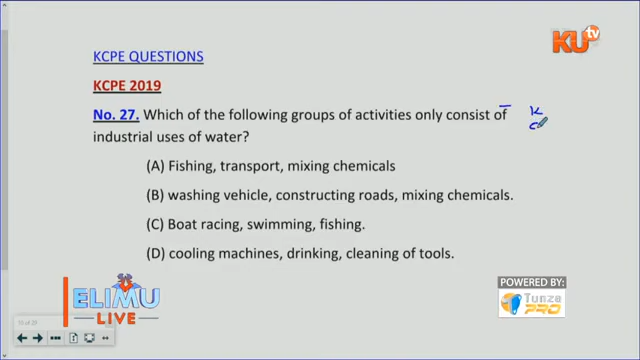 KU tv
KCPE QUESTIONS
KCPE 2019
No. 27. Which of the following groups of activities only consist of
industrial uses of water?
K
(A) Fishing, transport, mixing chemicals
(B) washing vehicle, constructing roads, mixing chemicals.
(C) Boat racing, swimming, fishing.
(D) cooling machines, drinking, cleaning of tools.
ELIMU
LIVE
POWERED BY:
Tunza
PRO